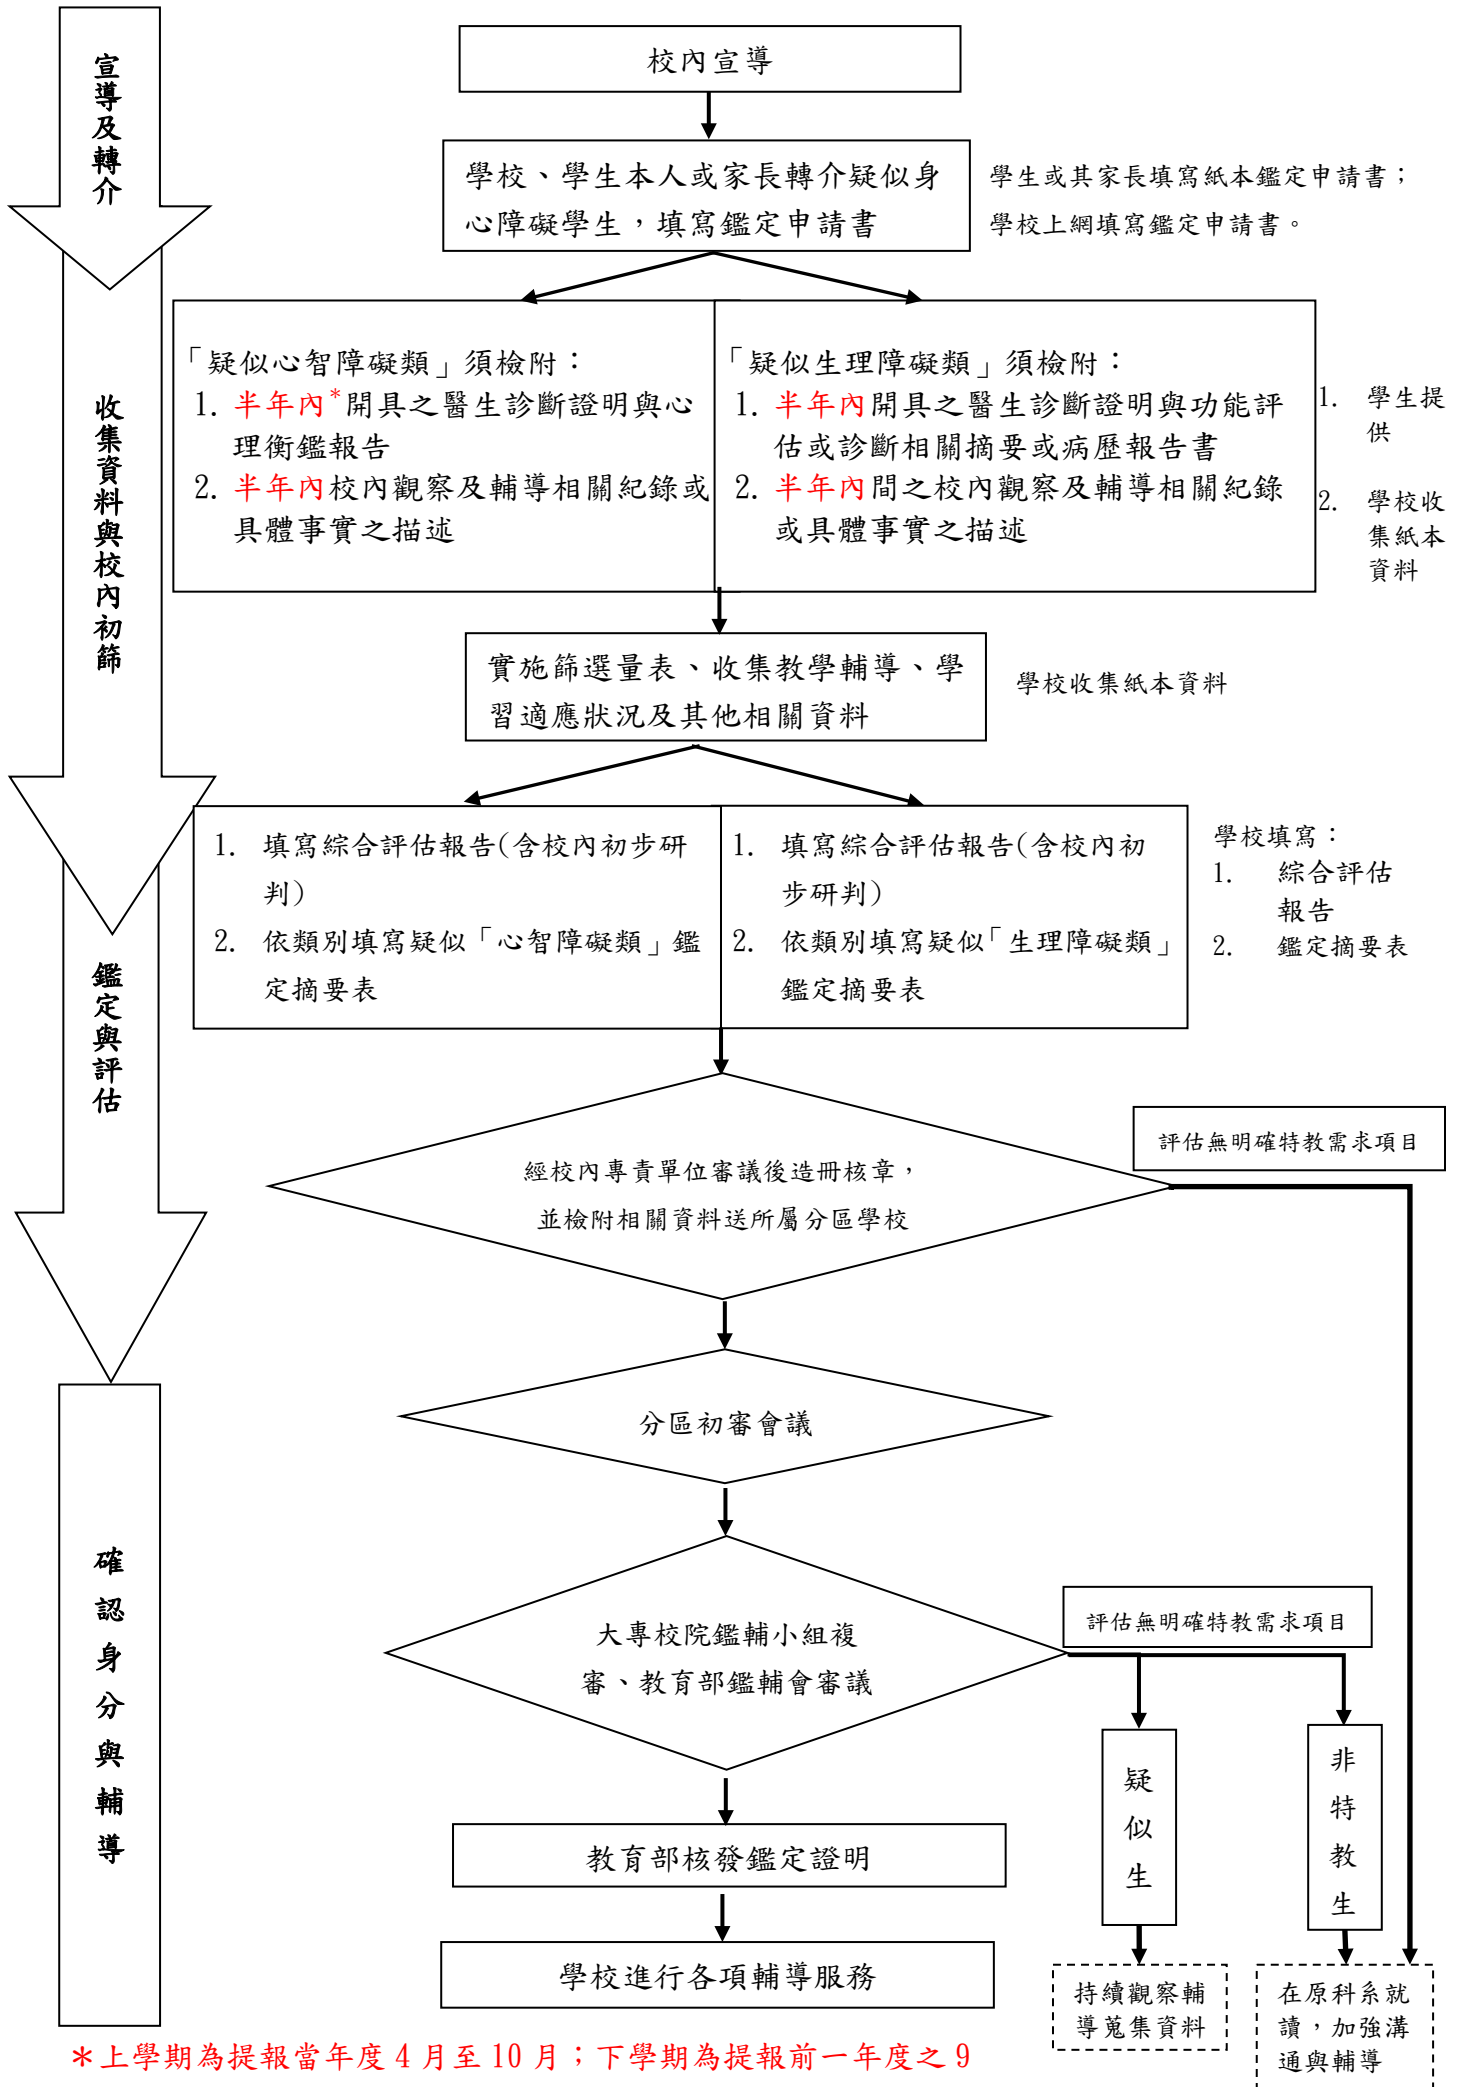 宣導及轉介
校內宣導
學校、學生本人或家長轉介疑似身
心障礙學生，填寫鑑定申請書
學生或其家長填寫紙本鑑定申請書；
學校上網填寫鑑定申請書。
收集資料與校內初篩
「疑似心智障礙類」須檢附：
1. 半年內*開具之醫生診斷證明與心
理衡鑑報告
2. 半年內校內觀察及輔導相關紀錄或
具體事實之描述
「疑似生理障礙類」須檢附：
1. 半年內開具之醫生診斷證明與功能評
估或診斷相關摘要或病歷報告書
2. 半年內間之校內觀察及輔導相關紀錄
或具體事實之描述
1. 學生提
供
2. 學校收
集紙本
資料
實施篩選量表、收集教學輔導、學
習適應狀況及其他相關資料
學校收集紙本資料
1. 填寫綜合評估報告(含校內初步研
判)
2. 依類別填寫疑似「心智障礙類」鑑
定摘要表
1. 填寫綜合評估報告(含校內初
步研判)
2. 依類別填寫疑似「生理障礙類」
鑑定摘要表
學校填寫：
1. 綜合評估
報告
2. 鑑定摘要表
鑑定與評估
經校內專責單位審議後造冊核章，
並檢附相關資料送所屬分區學校
評估無明確特教需求項目
分區初審會議
確認身分與輔導
大專校院鑑輔小組複
審、教育部鑑輔會審議
評估無明確特教需求項目
疑似生
非特教生
教育部核發鑑定證明
學校進行各項輔導服務
持續觀察輔
導蒐集資料
在原科系就
讀，加強溝
通與輔導
＊上學期為提報當年度 4 月至 10 月；下學期為提報前一年度之 9